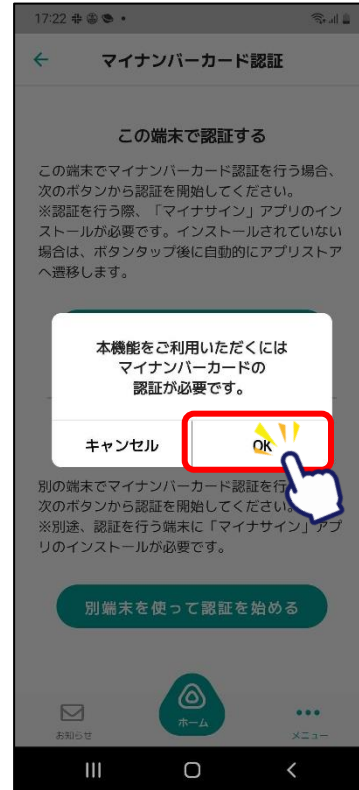 17:22
マイナンバーカード認証
この端末で認証する
この端末でマイナンバーカード認証を行う場合、
次のボタンから認証を開始してください。
※認証を行う際、「マイナサイン」アプリのイン
ストールが必要です。インストールされていない
場合は、ボタンタップ後に自動的にアプリストア
へ遷移します。
本機能をご利用いただくには
マイナンバーカードの
認証が必要です。
キャンセル
OK
別の端末でマイナンバーカード認証を行
次のボタンから認証を開始してください。
※別途、認証を行う端末に「マイナサイン」アプ
リのインストールが必要です。
別端末を使って認証を始める
お知らせ
ホーム
メニュー